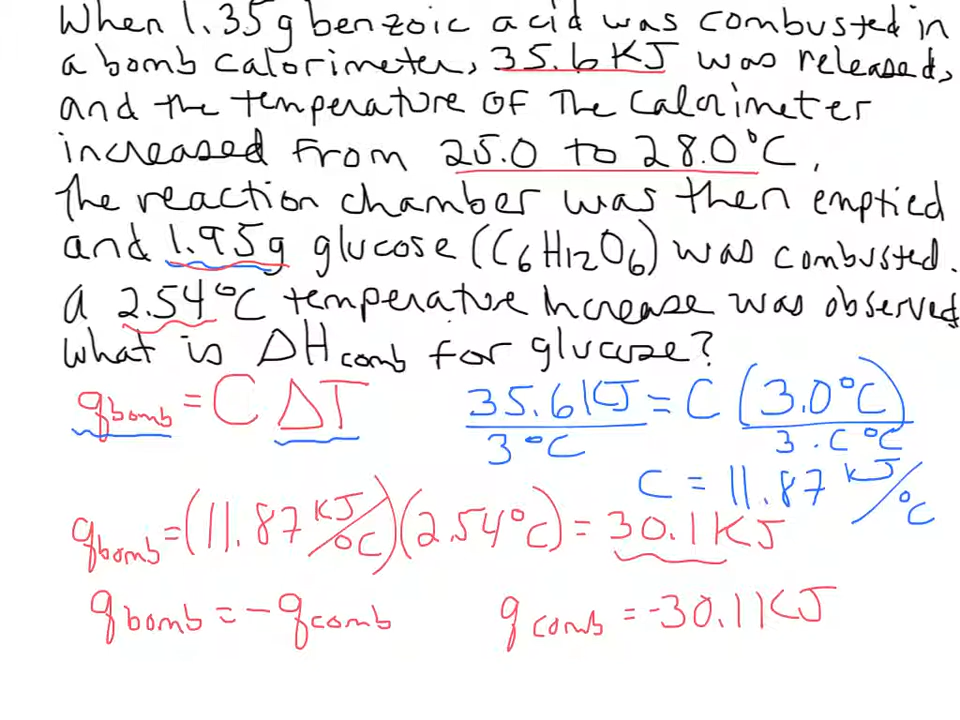 When 1.35g benzoic acid was combusted in
a bomb calorimeter, 35.6 KJ was released,
and the temperature OF The calorimeter
increased From 25.0 to 28.0°C.
The reaction chamber was then emptied
and 1.95g glucose (C6H12O6) was combusted.
A 2.54°C temperature increase was observed
what is ΔHcomb for glucose?
qbomb = C ΔT
35.6KJ/3°C = C (3.0°C)/3.0°C
C = 11.87 KJ/°C
qbomb = (11.87 KJ/°C)(2.54°C) = 30.1KJ
qbomb = -qcomb
qcomb = -30.1KJ